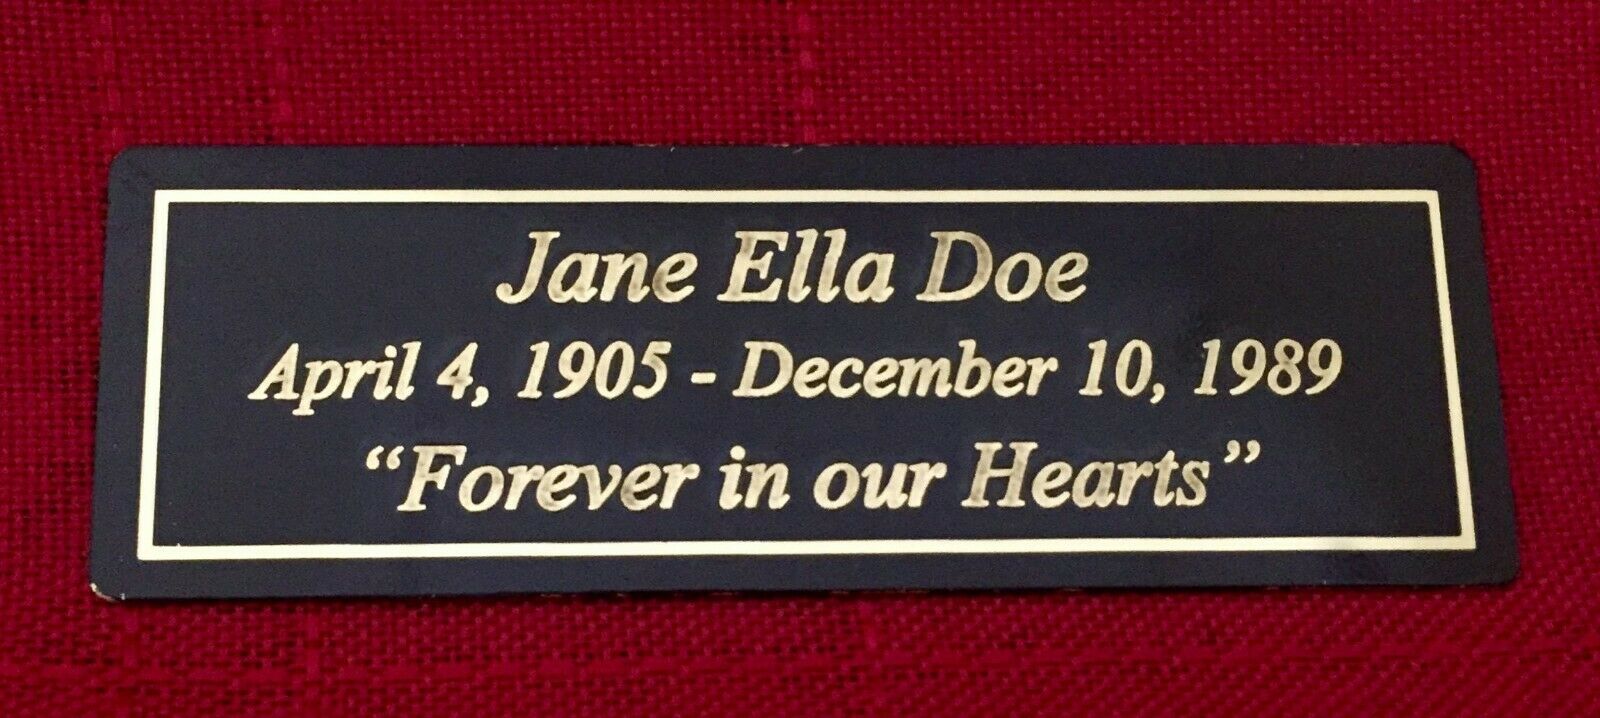 Jane Ella Doe
April 4, 1905 - December 10, 1989
“Forever in our Hearts”